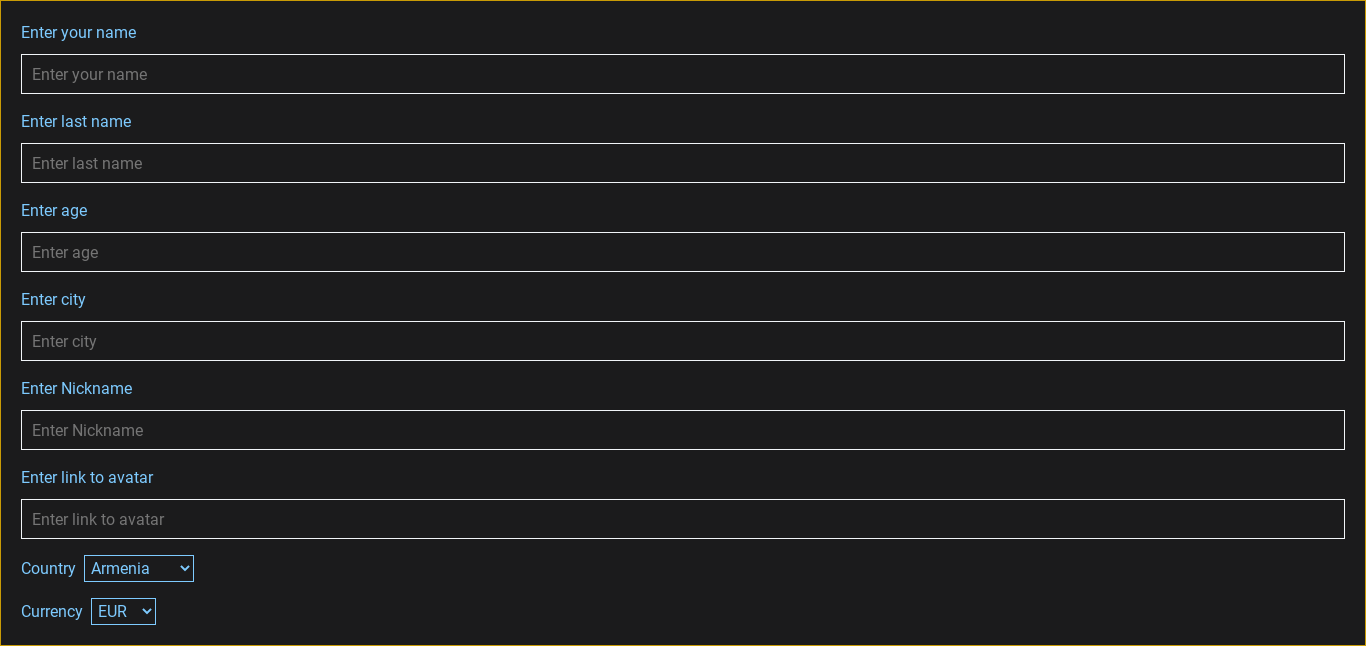 Enter your name
Enter your name
Enter last name
Enter last name
Enter age
Enter age
Enter city
Enter city
Enter Nickname
Enter Nickname
Enter link to avatar
Enter link to avatar
Country Armenia
Currency EUR